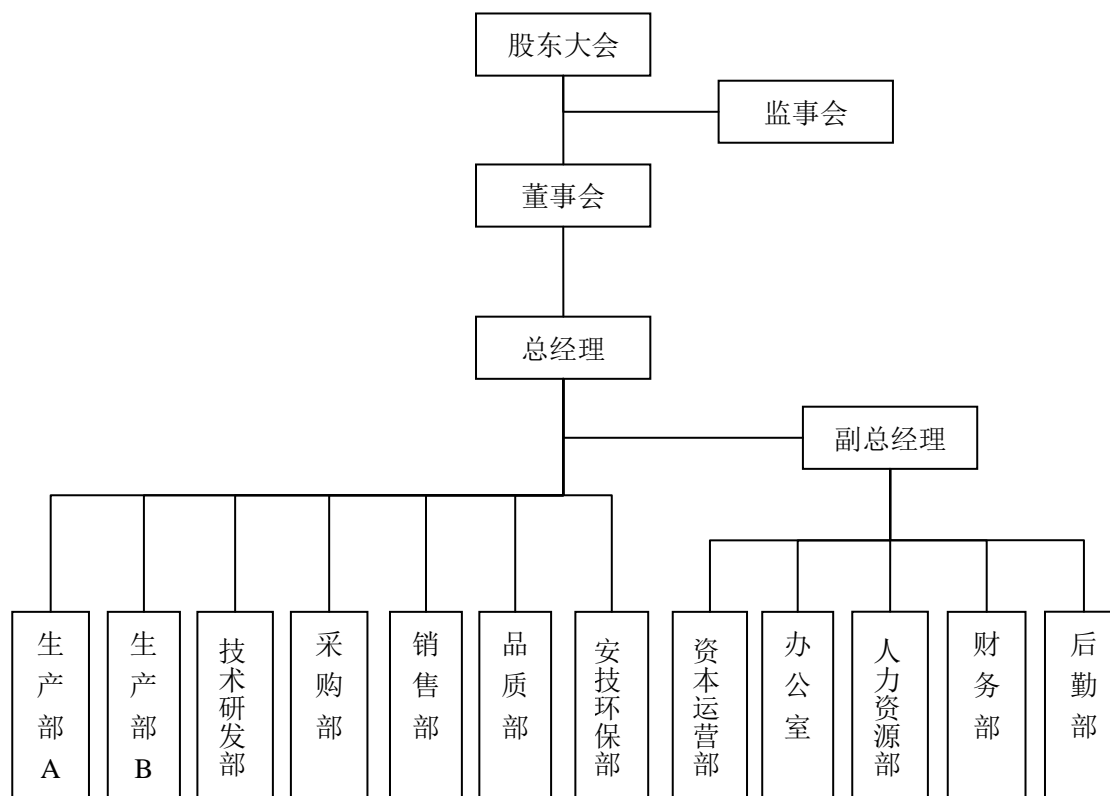 股东大会
监事会
董事会
总经理
副总经理
生产部A
生产部B
技术研发部
采购部
销售部
品质部
安技环保部
资本运营部
办公室
人力资源部
财务部
后勤部